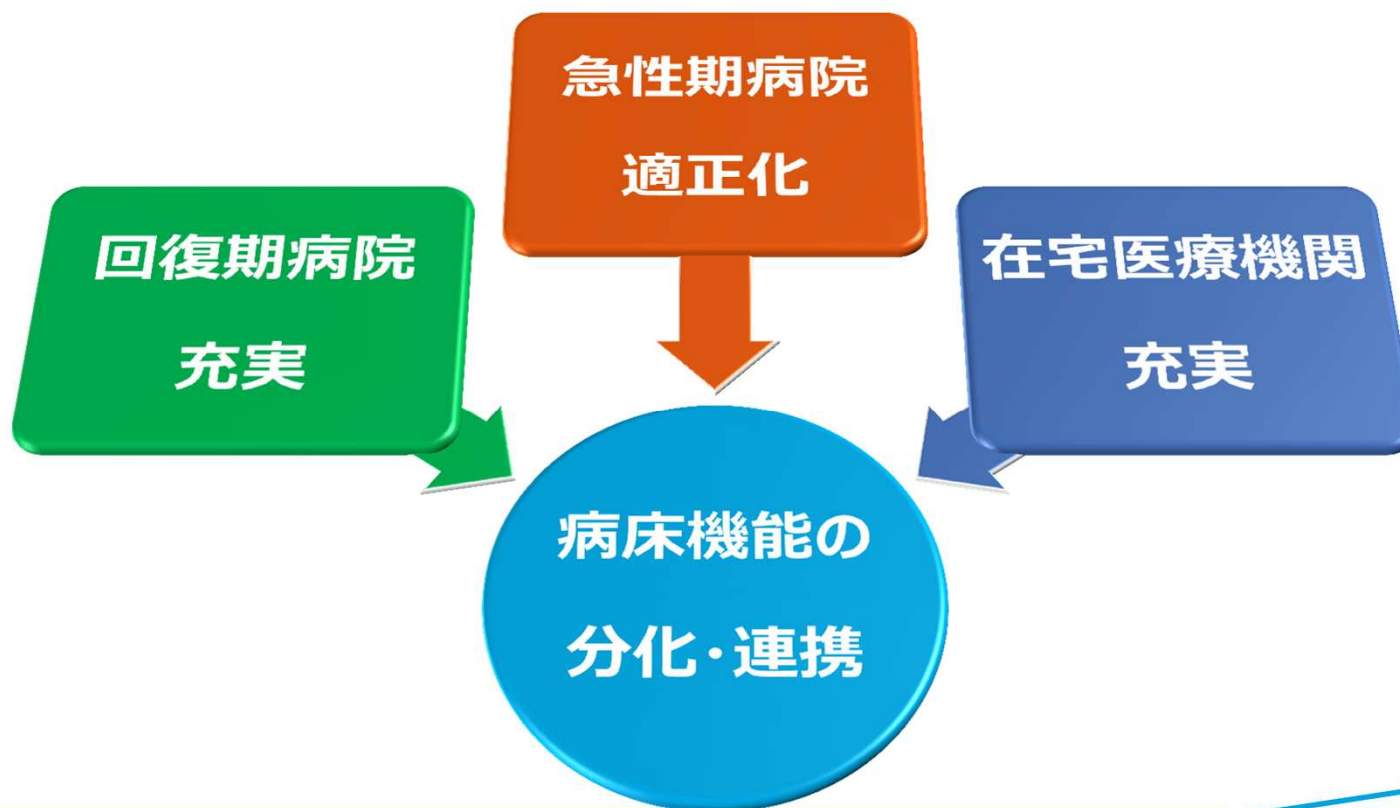 急性期病院
適正化
回復期病院
充実
在宅医療機関
充実
病床機能の
分化・連携